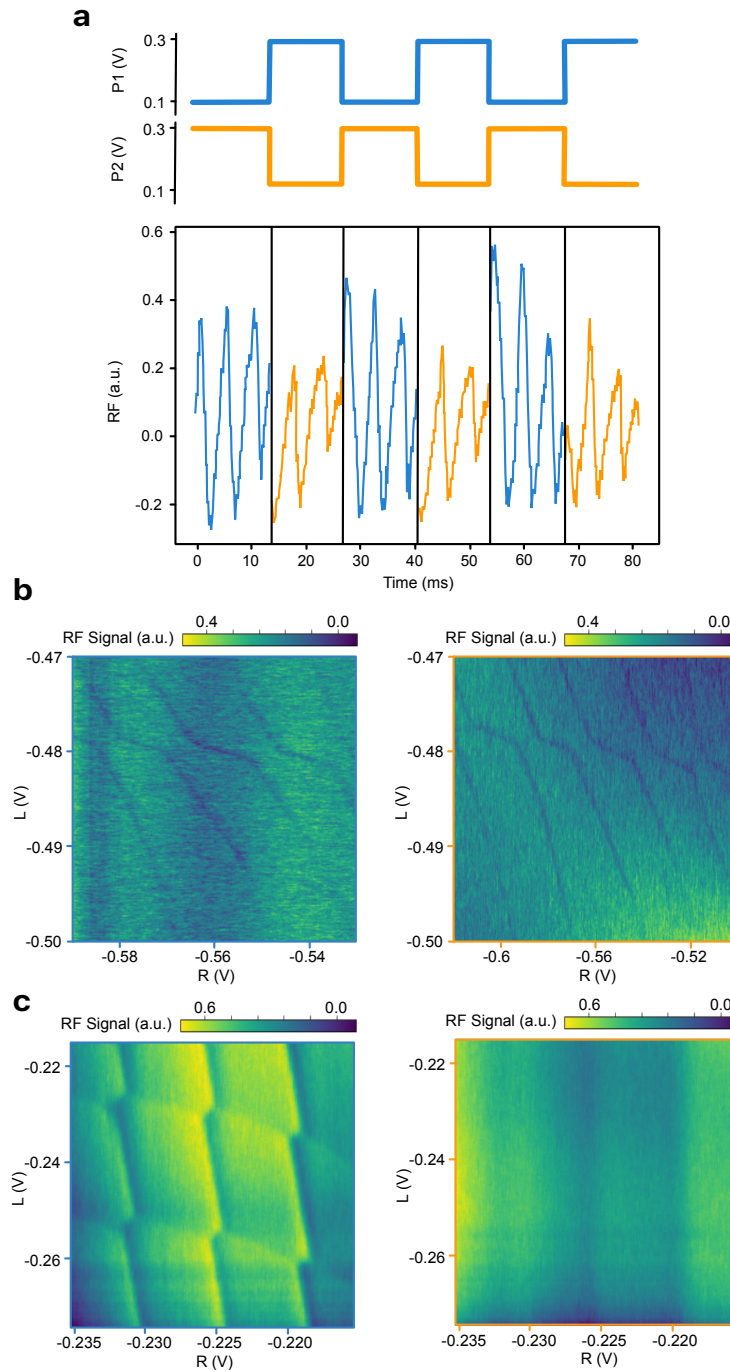 a
P1 (V)
0.3
0.1
P2 (V)
0.3
0.1
RF (a.u.)
0.6
0.4
0.2
0.0
-0.2
0 10 20 30 40 50 60 70 80
Time (ms)
b
RF Signal (a.u.) 0.4 0.0
L (V)
-0.47
-0.48
-0.49
-0.50
-0.58 -0.56 -0.54
R (V)
RF Signal (a.u.) 0.4 0.0
L (V)
-0.47
-0.48
-0.49
-0.50
-0.6 -0.56 -0.52
R (V)
c
RF Signal (a.u.) 0.6 0.0
L (V)
-0.22
-0.24
-0.26
-0.235 -0.230 -0.225 -0.220
R (V)
RF Signal (a.u.) 0.6 0.0
L (V)
-0.22
-0.24
-0.26
-0.235 -0.230 -0.225 -0.220
R (V)